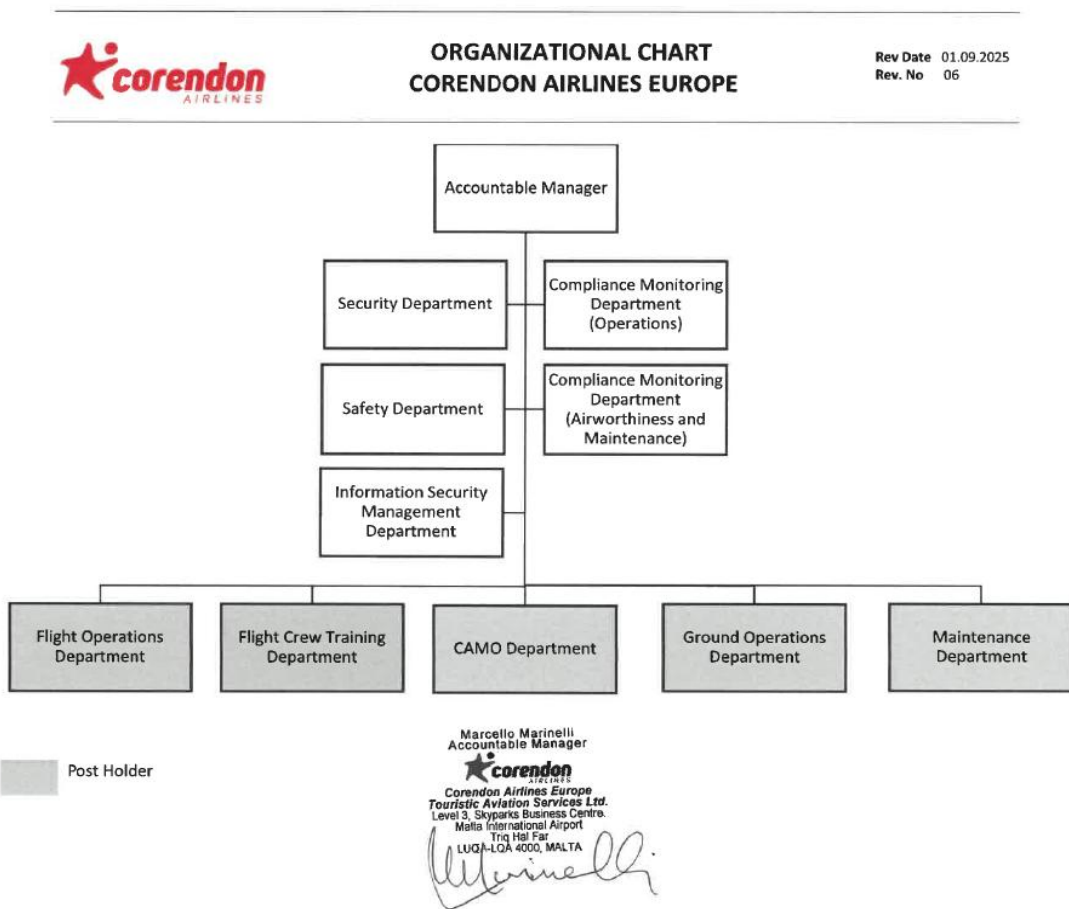 corendon
AIRLINES
ORGANIZATIONAL CHART
CORENDON AIRLINES EUROPE
Rev Date 01.09.2025
Rev. No 06
Accountable Manager
Security Department
Compliance Monitoring
Department
(Operations)
Safety Department
Compliance Monitoring
Department
(Airworthiness and
Maintenance)
Information Security
Management
Department
Flight Operations
Department
Flight Crew Training
Department
CAMO Department
Ground Operations
Department
Maintenance
Department
Post Holder
Marcello Marinelli
Accountable Manager
corendon
AIRLINES
Corendon Airlines Europe
Touristic Aviation Services Ltd.
Level 3, Skyparks Business Centre.
Malta International Airport
Triq Hal Far
LUQA-LQA 4000, MALTA